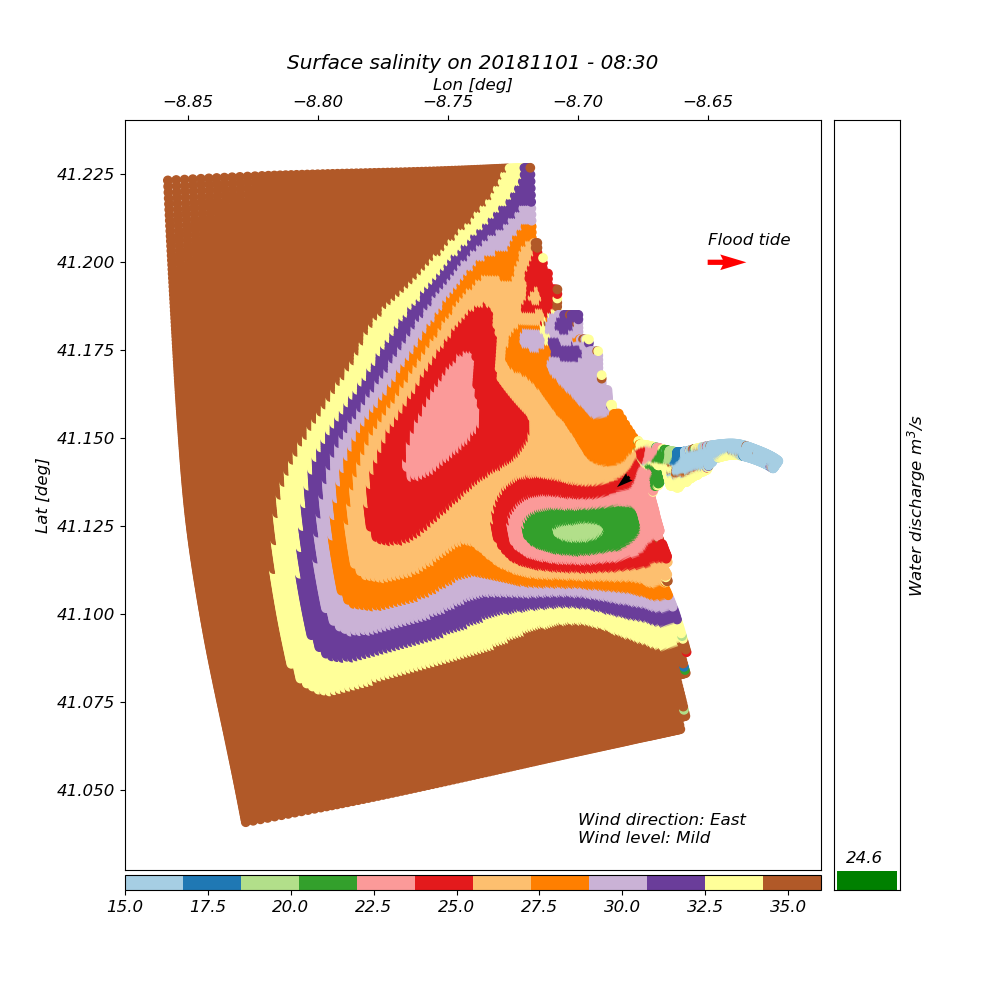 Surface salinity on 20181101 - 08:30
Lon [deg]
−8.85 −8.80 −8.75 −8.70 −8.65
41.225
41.200
41.175
41.150
41.125
41.100
41.075
41.050
Lat [deg]
Flood tide
Wind direction: East
Wind level: Mild
15.0 17.5 20.0 22.5 25.0 27.5 30.0 32.5 35.0
24.6
Water discharge m³/s